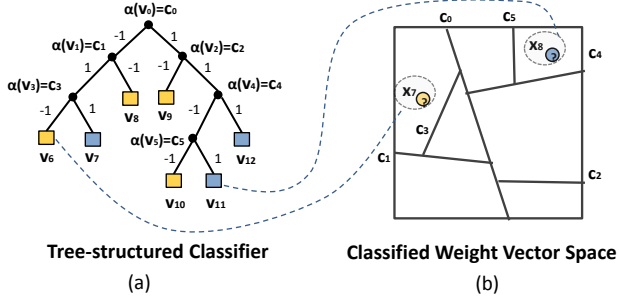 α(v₀)=c₀
-1 1
α(v₁)=c₁
α(v₂)=c₂
1 -1 -1 1
α(v₃)=c₃
v₈ v₉
α(v₄)=c₄
-1 1
-1 1
v₆ v₇
α(v₅)=c₅
v₁₂
-1 1
v₁₀ v₁₁
Tree-structured Classifier
(a)
c₀ c₅
x₈
?
c₄
x₇
?
c₃
c₁
c₂
Classified Weight Vector Space
(b)